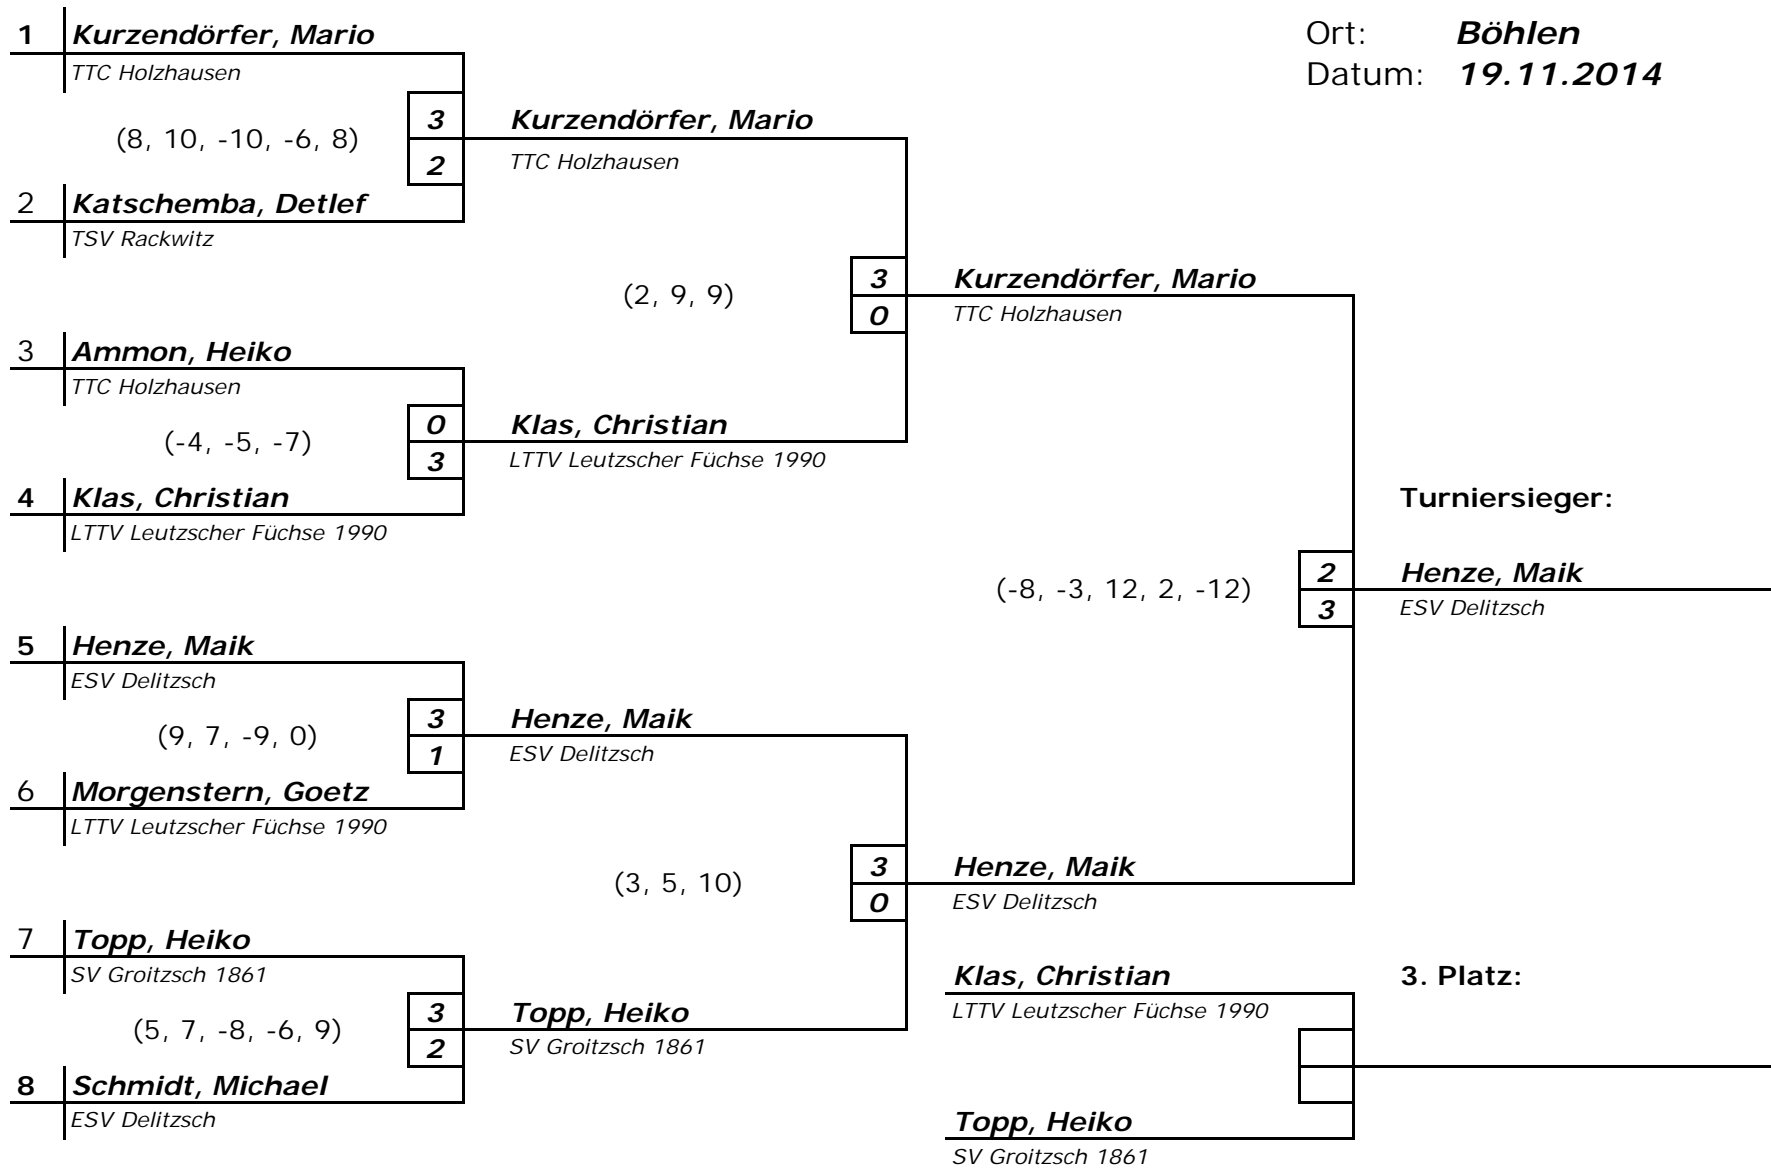 1 Kurzendörfer, Mario
TTC Holzhausen
Ort: Böhlen
Datum: 19.11.2014
(8, 10, -10, -6, 8)
3
2
Kurzendörfer, Mario
TTC Holzhausen
2 Katschemba, Detlef
TSV Rackwitz
(2, 9, 9)
3
0
Kurzendörfer, Mario
TTC Holzhausen
3 Ammon, Heiko
TTC Holzhausen
(-4, -5, -7)
0
3
Klas, Christian
LTTV Leutzscher Füchse 1990
4 Klas, Christian
LTTV Leutzscher Füchse 1990
Turniersieger:
(-8, -3, 12, 2, -12)
2
3
Henze, Maik
ESV Delitzsch
5 Henze, Maik
ESV Delitzsch
(9, 7, -9, 0)
3
1
Henze, Maik
ESV Delitzsch
6 Morgenstern, Goetz
LTTV Leutzscher Füchse 1990
(3, 5, 10)
3
0
Henze, Maik
ESV Delitzsch
7 Topp, Heiko
SV Groitzsch 1861
(5, 7, -8, -6, 9)
3
2
Topp, Heiko
SV Groitzsch 1861
8 Schmidt, Michael
ESV Delitzsch
Klas, Christian
LTTV Leutzscher Füchse 1990
3. Platz:
Topp, Heiko
SV Groitzsch 1861